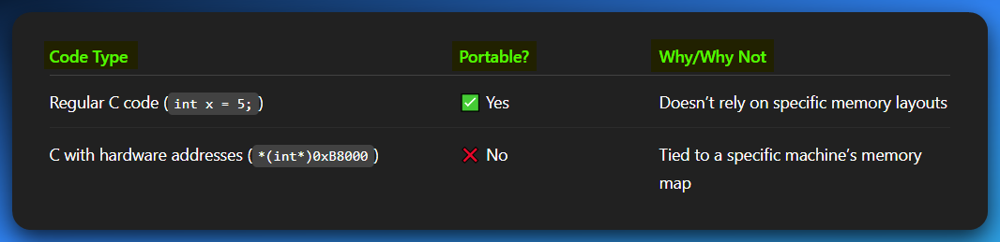 Code Type Portable? Why/Why Not
Regular C code (int x = 5;) ✅ Yes Doesn’t rely on specific memory layouts
C with hardware addresses (*(int*)0xB8000) ❌ No Tied to a specific machine’s memory
map